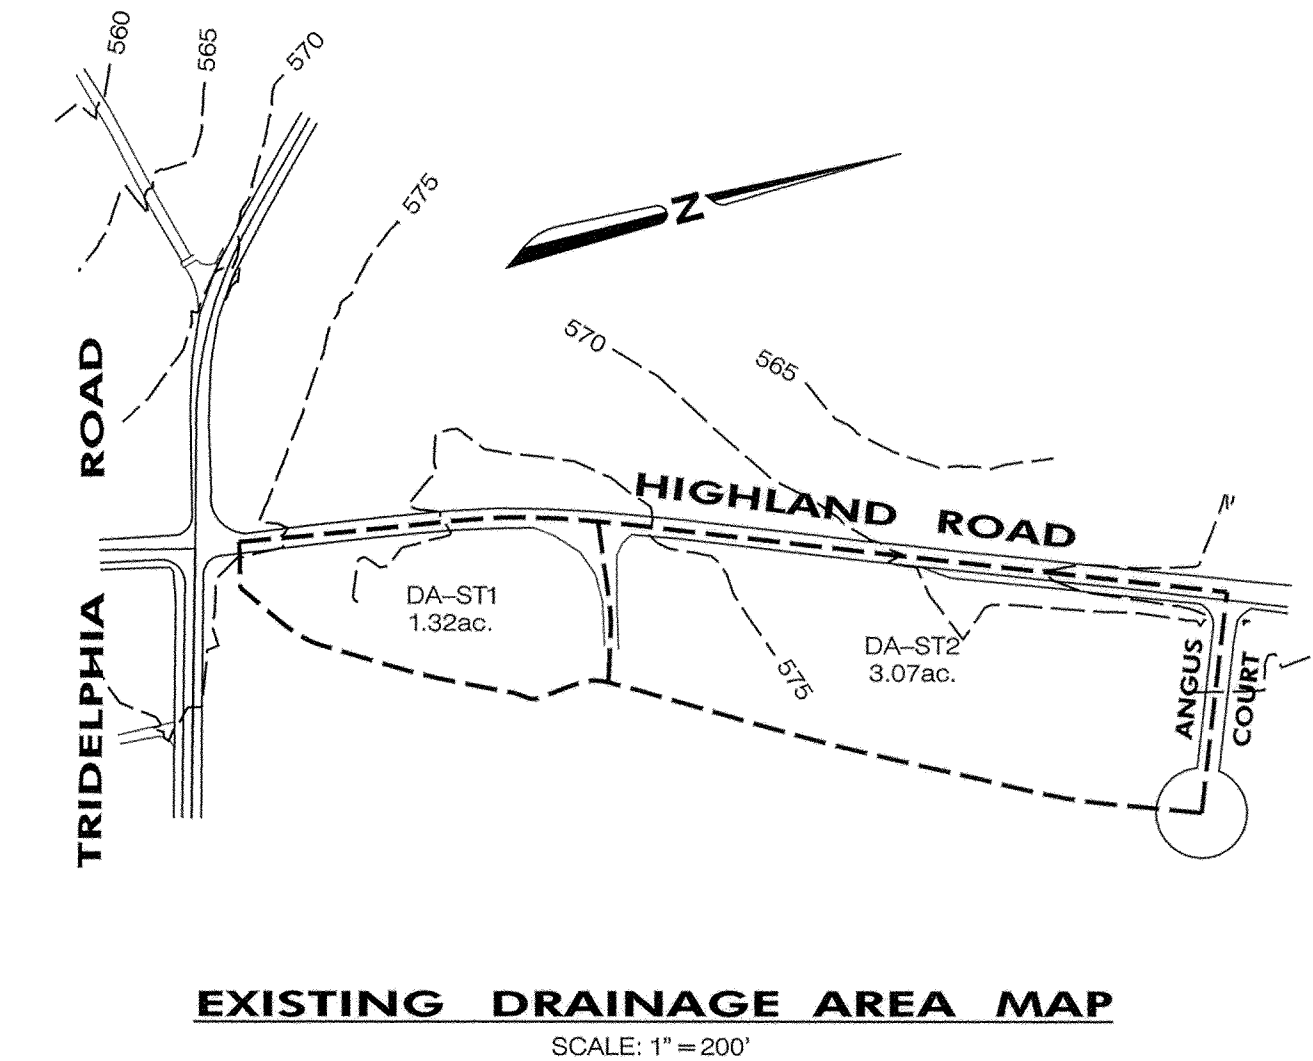 560
565
570
575
N
570
565
TRIDELPHIA ROAD
HIGHLAND ROAD
DA–ST1
1.32ac.
DA–ST2
3.07ac.
575
ANGUS
COURT
EXISTING DRAINAGE AREA MAP
SCALE: 1” = 200’